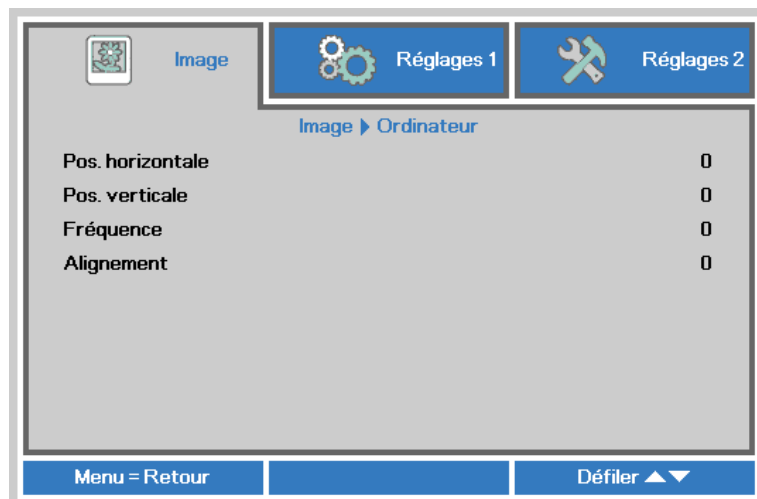 Image
Réglages 1
Réglages 2
Image Ordinateur
Pos. horizontale 0
Pos. verticale 0
Fréquence 0
Alignement 0
Menu = Retour
Défiler